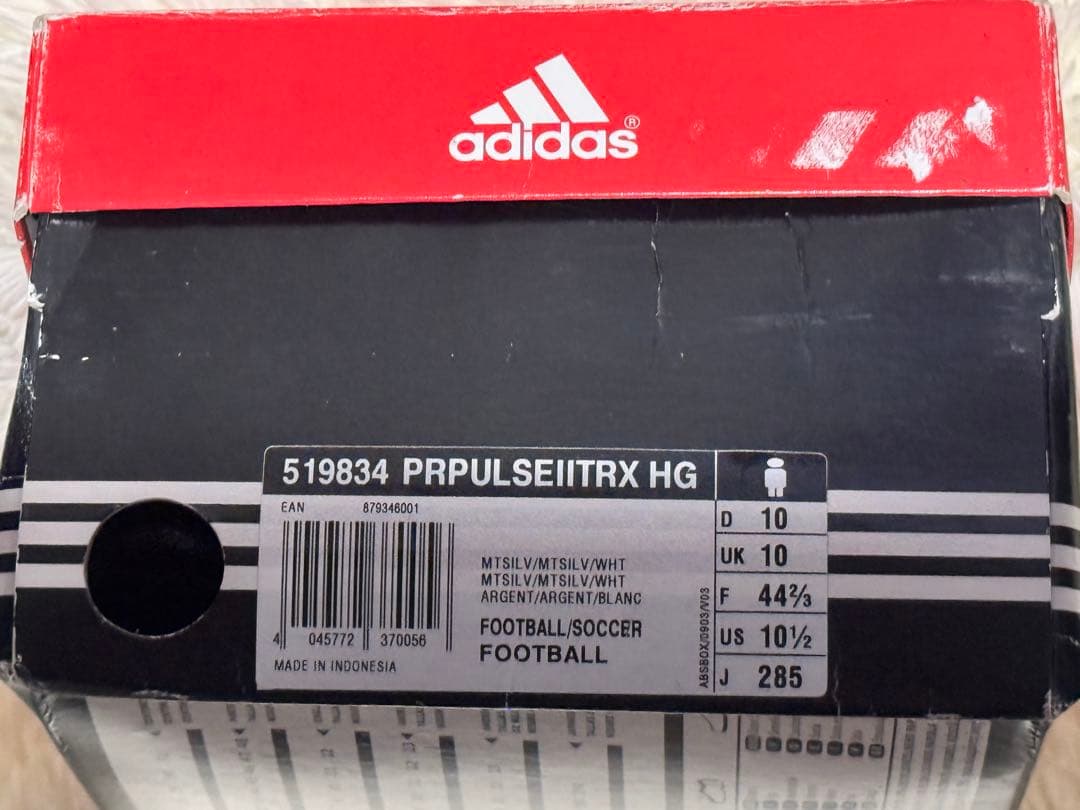 adidas®
519834 PRPULSEIITRX HG
EAN 879346001
MTSILV/MTSILV/WHT
MTSILV/MTSILV/WHT
ARGENT/ARGENT/BLANC
FOOTBALL/SOCCER
FOOTBALL
4 045772 370056
MADE IN INDONESIA
ABSBOX/0903/V03
D 10
UK 10
F 44⅔
US 10½
J 285